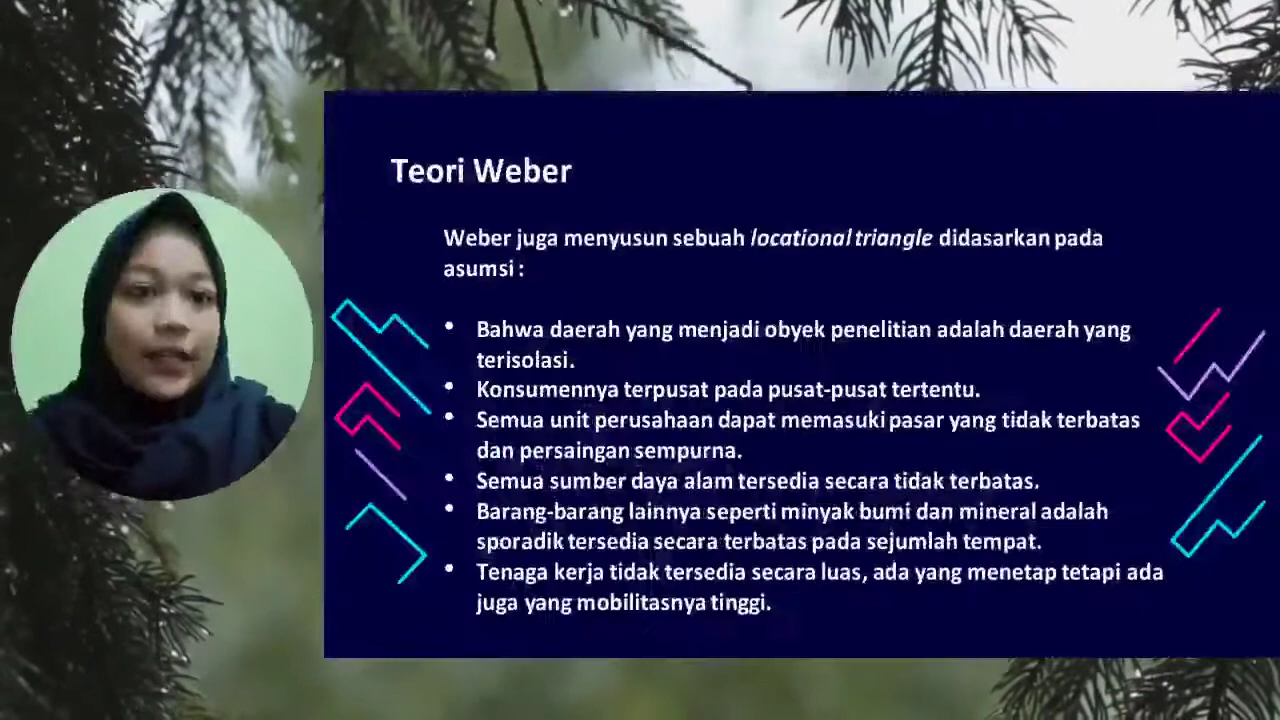 Teori Weber
Weber juga menyusun sebuah locational triangle didasarkan pada
asumsi :
• Bahwa daerah yang menjadi obyek penelitian adalah daerah yang
terisolasi.
• Konsumennya terpusat pada pusat-pusat tertentu.
• Semua unit perusahaan dapat memasuki pasar yang tidak terbatas
dan persaingan sempurna.
• Semua sumber daya alam tersedia secara tidak terbatas.
• Barang-barang lainnya seperti minyak bumi dan mineral adalah
sporadik tersedia secara terbatas pada sejumlah tempat.
• Tenaga kerja tidak tersedia secara luas, ada yang menetap tetapi ada
juga yang mobilitasnya tinggi.